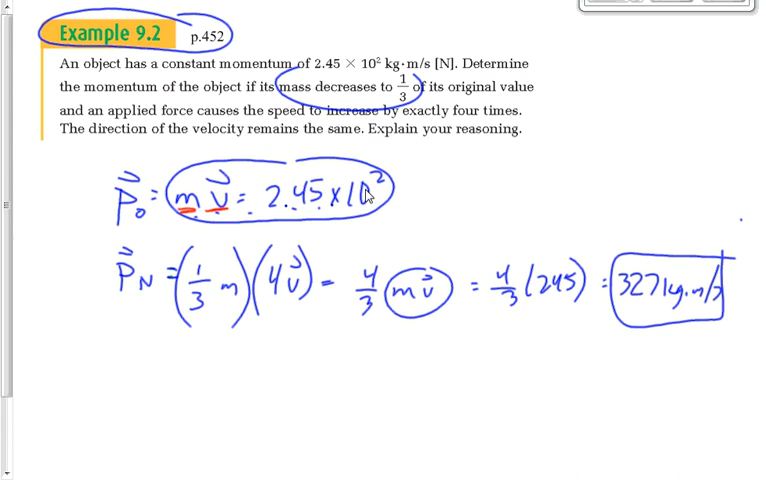 Example 9.2 p.452
An object has a constant momentum of 2.45 × 10² kg·m/s [N]. Determine
the momentum of the object if its mass decreases to 1/3 of its original value
and an applied force causes the speed to increase by exactly four times.
The direction of the velocity remains the same. Explain your reasoning.
P⃗o = mv⃗ = 2.45 × 10²
P⃗N = (1/3 m)(4v⃗) = 4/3 mv⃗ = 4/3 (245) = 327 kg·m/s